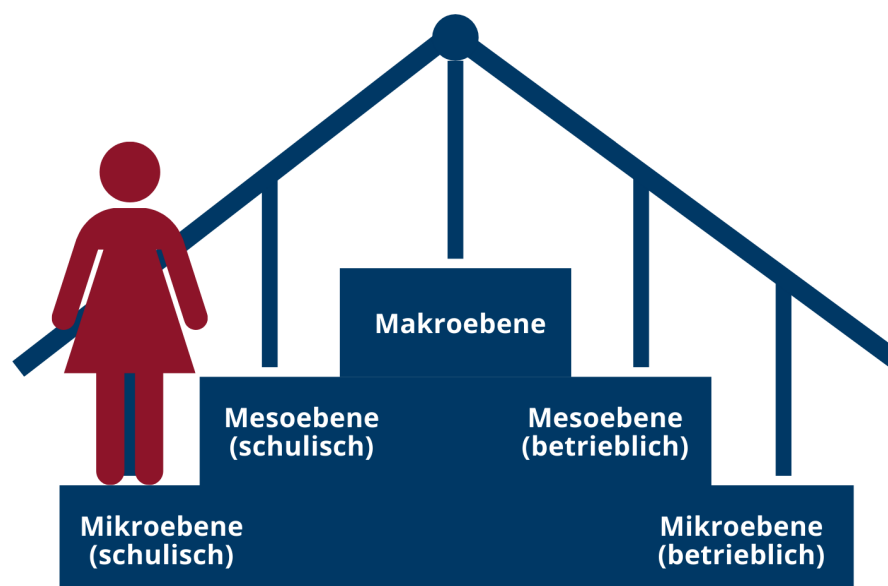 Makroebene
Mesoebene
(schulisch)
Mesoebene
(betrieblich)
Mikroebene
(schulisch)
Mikroebene
(betrieblich)